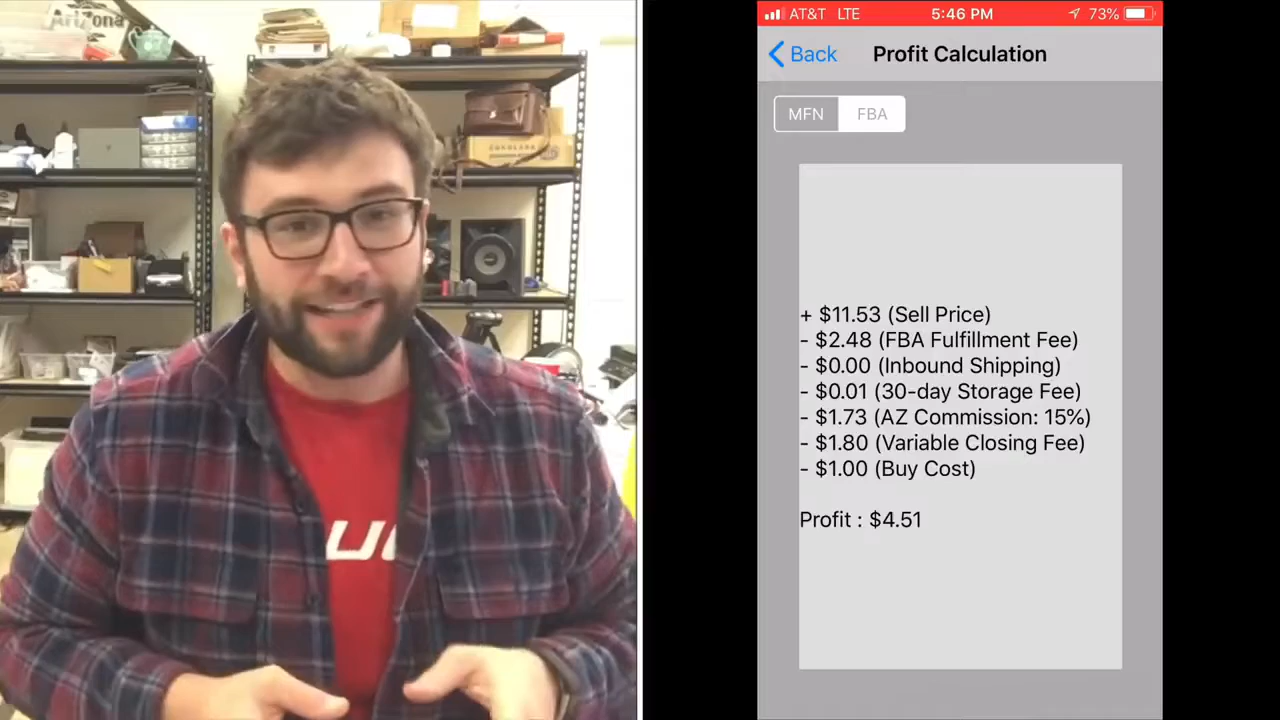 Arizona
AT&T LTE 5:46 PM 73%
Back Profit Calculation
MFN FBA
+ $11.53 (Sell Price)
- $2.48 (FBA Fulfillment Fee)
- $0.00 (Inbound Shipping)
- $0.01 (30-day Storage Fee)
- $1.73 (AZ Commission: 15%)
- $1.80 (Variable Closing Fee)
- $1.00 (Buy Cost)
Profit : $4.51